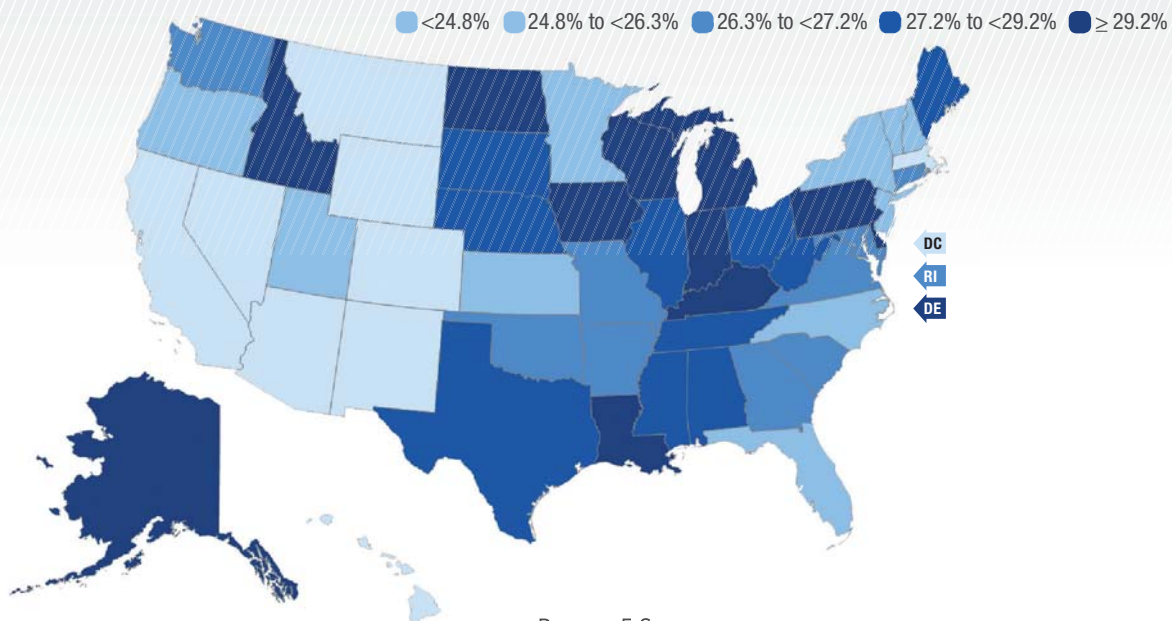 <24.8% 24.8% to <26.3% 26.3% to <27.2% 27.2% to <29.2% ≥ 29.2%
DC
RI
DE